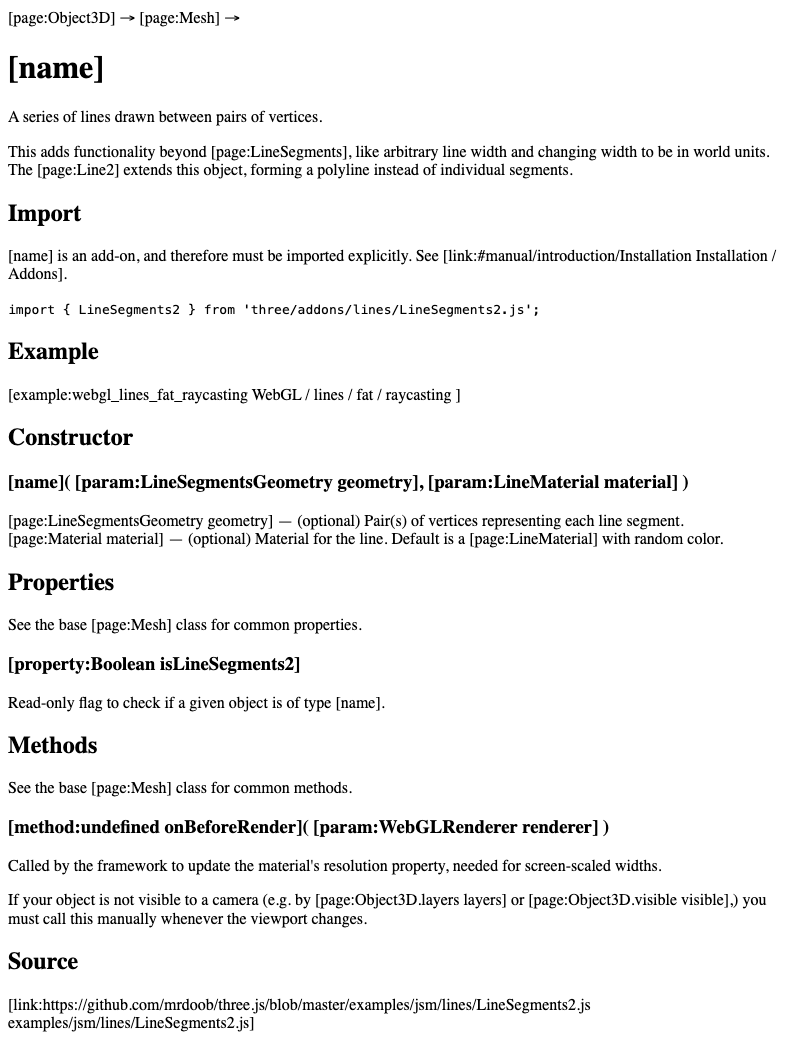 [page:Object3D] → [page:Mesh] →
[name]
A series of lines drawn between pairs of vertices.
This adds functionality beyond [page:LineSegments], like arbitrary line width and changing width to be in world units.
The [page:Line2] extends this object, forming a polyline instead of individual segments.
Import
[name] is an add-on, and therefore must be imported explicitly. See [link:#manual/introduction/Installation Installation /
Addons].
import { LineSegments2 } from 'three/addons/lines/LineSegments2.js';
Example
[example:webgl_lines_fat_raycasting WebGL / lines / fat / raycasting ]
Constructor
[name]( [param:LineSegmentsGeometry geometry], [param:LineMaterial material] )
[page:LineSegmentsGeometry geometry] — (optional) Pair(s) of vertices representing each line segment.
[page:Material material] — (optional) Material for the line. Default is a [page:LineMaterial] with random color.
Properties
See the base [page:Mesh] class for common properties.
[property:Boolean isLineSegments2]
Read-only flag to check if a given object is of type [name].
Methods
See the base [page:Mesh] class for common methods.
[method:undefined onBeforeRender]( [param:WebGLRenderer renderer] )
Called by the framework to update the material's resolution property, needed for screen-scaled widths.
If your object is not visible to a camera (e.g. by [page:Object3D.layers layers] or [page:Object3D.visible visible],) you
must call this manually whenever the viewport changes.
Source
[link:https://github.com/mrdoob/three.js/blob/master/examples/jsm/lines/LineSegments2.js
examples/jsm/lines/LineSegments2.js]